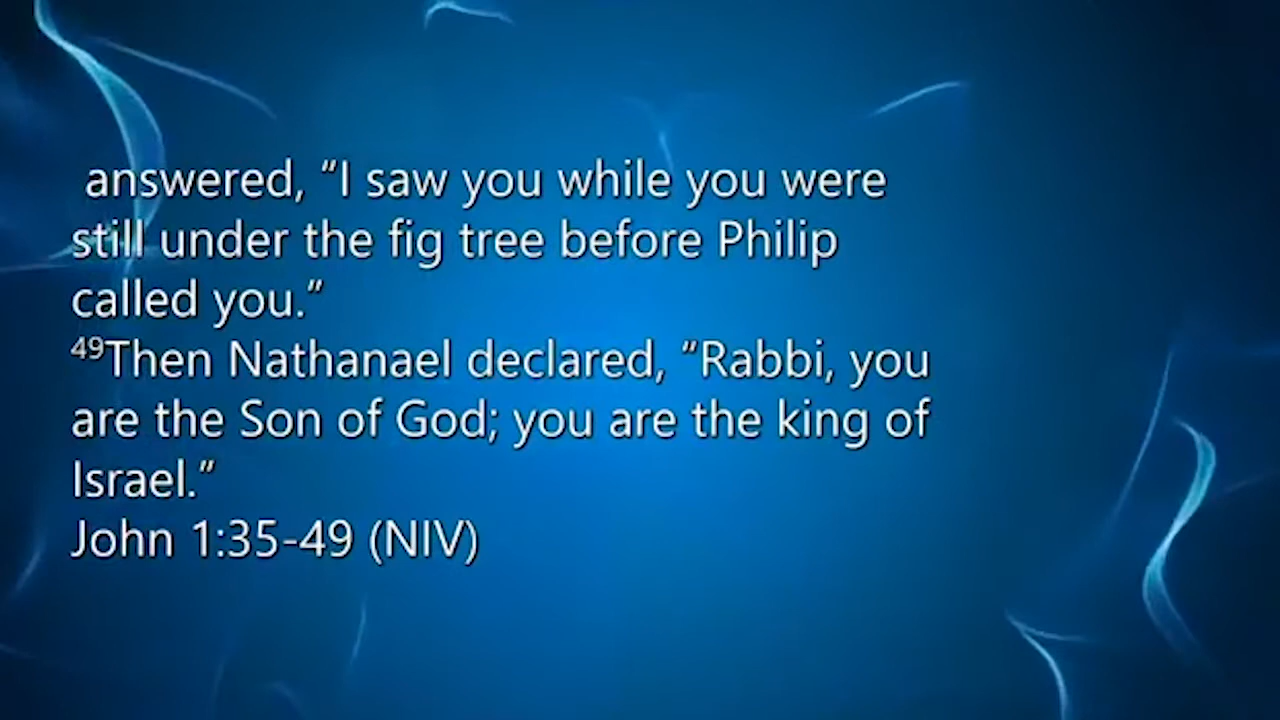 answered, “I saw you while you were
still under the fig tree before Philip
called you.”
⁴⁹Then Nathanael declared, “Rabbi, you
are the Son of God; you are the king of
Israel.”
John 1:35-49 (NIV)